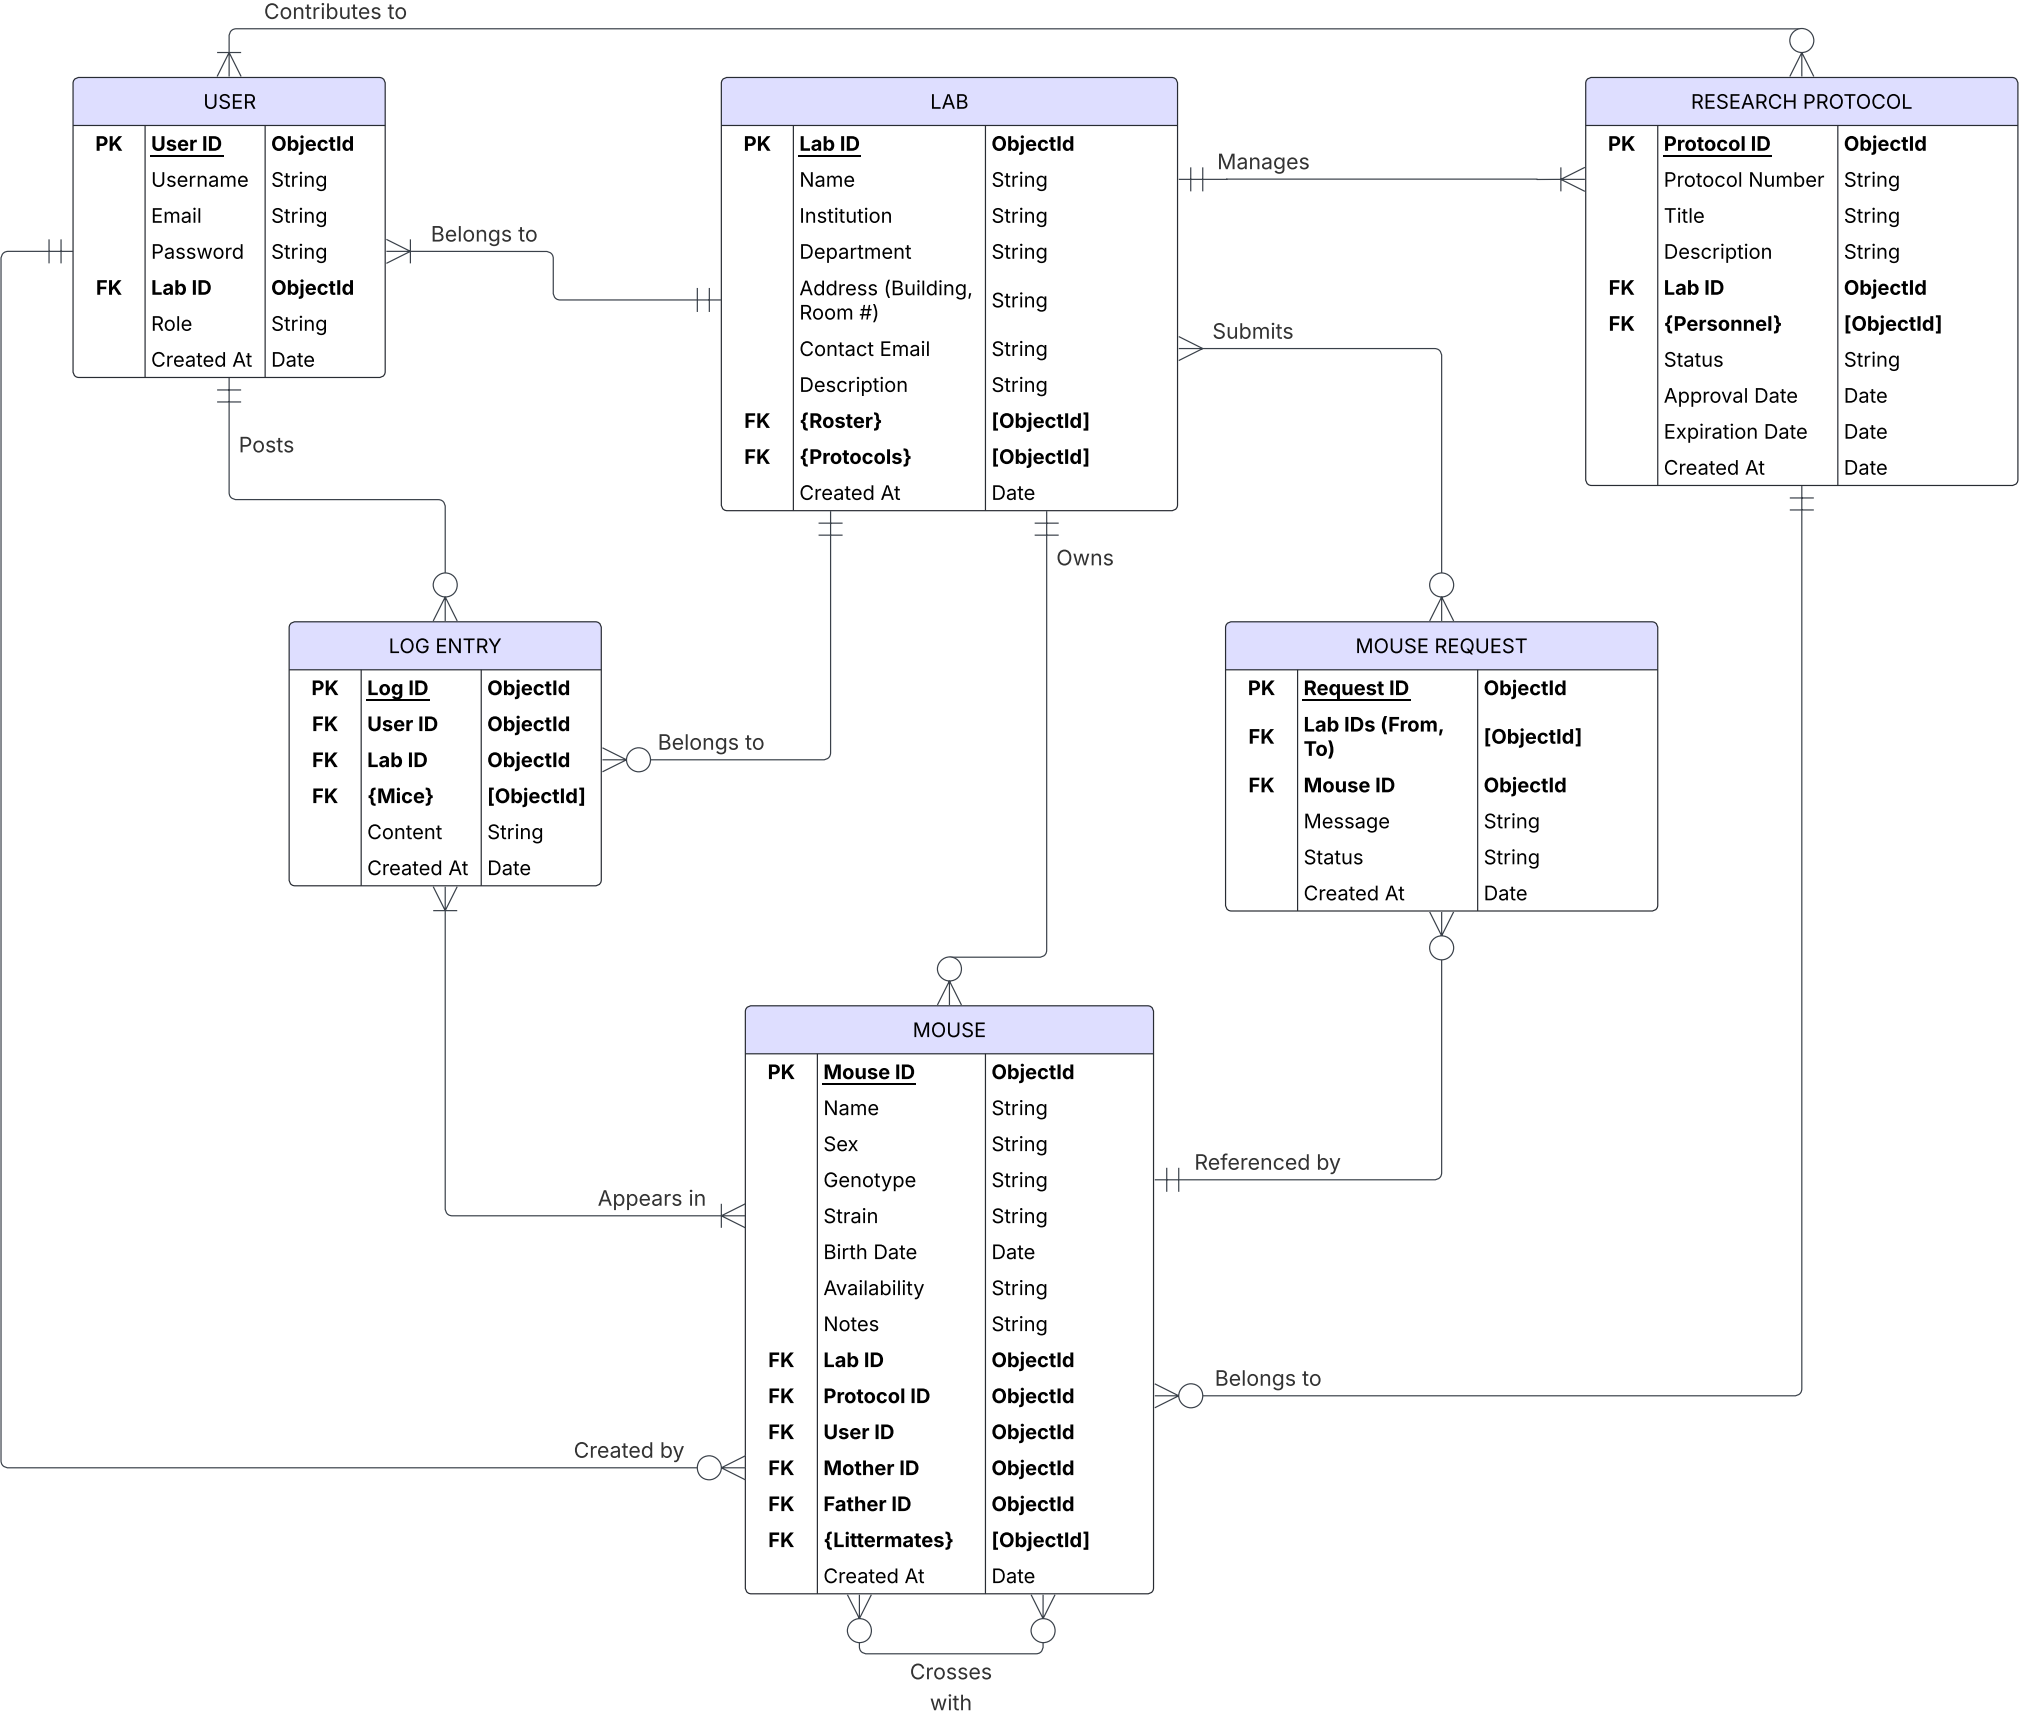 Contributes to
USER
PK User ID ObjectId
Username String
Email String
Password String
FK Lab ID ObjectId
Role String
Created At Date
Belongs to
LAB
PK Lab ID ObjectId
Name String
Institution String
Department String
Address (Building,
Room #) String
Contact Email String
Description String
FK {Roster} [ObjectId]
FK {Protocols} [ObjectId]
Created At Date
Manages
Submits
RESEARCH PROTOCOL
PK Protocol ID ObjectId
Protocol Number String
Title String
Description String
FK Lab ID ObjectId
FK {Personnel} [ObjectId]
Status String
Approval Date Date
Expiration Date Date
Created At Date
Posts
Owns
LOG ENTRY
PK Log ID ObjectId
FK User ID ObjectId
FK Lab ID ObjectId
FK {Mice} [ObjectId]
Content String
Created At Date
Belongs to
MOUSE REQUEST
PK Request ID ObjectId
FK Lab IDs (From,
To) [ObjectId]
FK Mouse ID ObjectId
Message String
Status String
Created At Date
MOUSE
PK Mouse ID ObjectId
Name String
Sex String
Genotype String
Strain String
Birth Date Date
Availability String
Notes String
FK Lab ID ObjectId
FK Protocol ID ObjectId
FK User ID ObjectId
FK Mother ID ObjectId
FK Father ID ObjectId
FK {Littermates} [ObjectId]
Created At Date
Referenced by
Appears in
Belongs to
Created by
Crosses
with